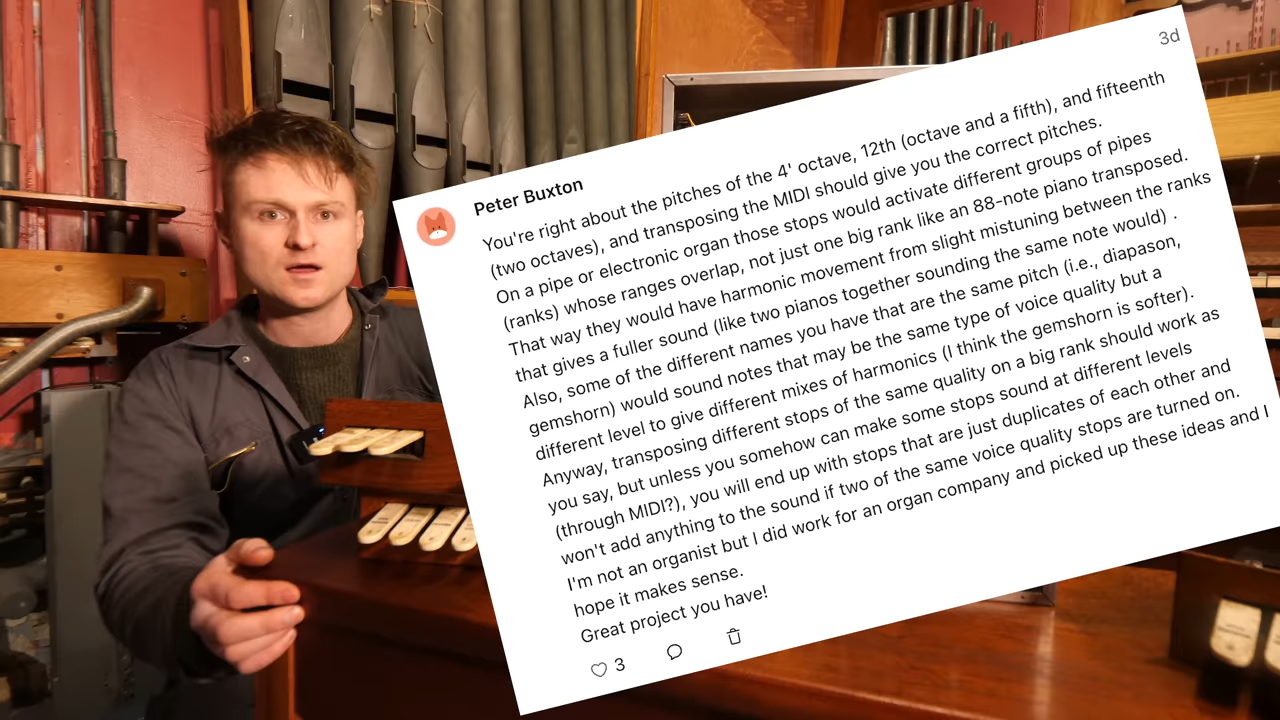 3d
Peter Buxton
You're right about the pitches of the 4' octave, 12th (octave and a fifth), and fifteenth
(two octaves), and transposing the MIDI should give you the correct pitches.
On a pipe or electronic organ those stops would activate different groups of pipes
(ranks) whose ranges overlap, not just one big rank like an 88-note piano transposed.
That way they would have harmonic movement from slight mistuning between the ranks
that gives a fuller sound (like two pianos together sounding the same note would) .
Also, some of the different names you have that are the same pitch (i.e., diapason,
gemshorn) would sound notes that may be the same type of voice quality but a
different level to give different mixes of harmonics (I think the gemshorn is softer).
Anyway, transposing different stops of the same quality on a big rank should work as
you say, but unless you somehow can make some stops sound at different levels
(through MIDI?), you will end up with stops that are just duplicates of each other and
won't add anything to the sound if two of the same voice quality stops are turned on.
I'm not an organist but I did work for an organ company and picked up these ideas and I
hope it makes sense.
Great project you have!
3